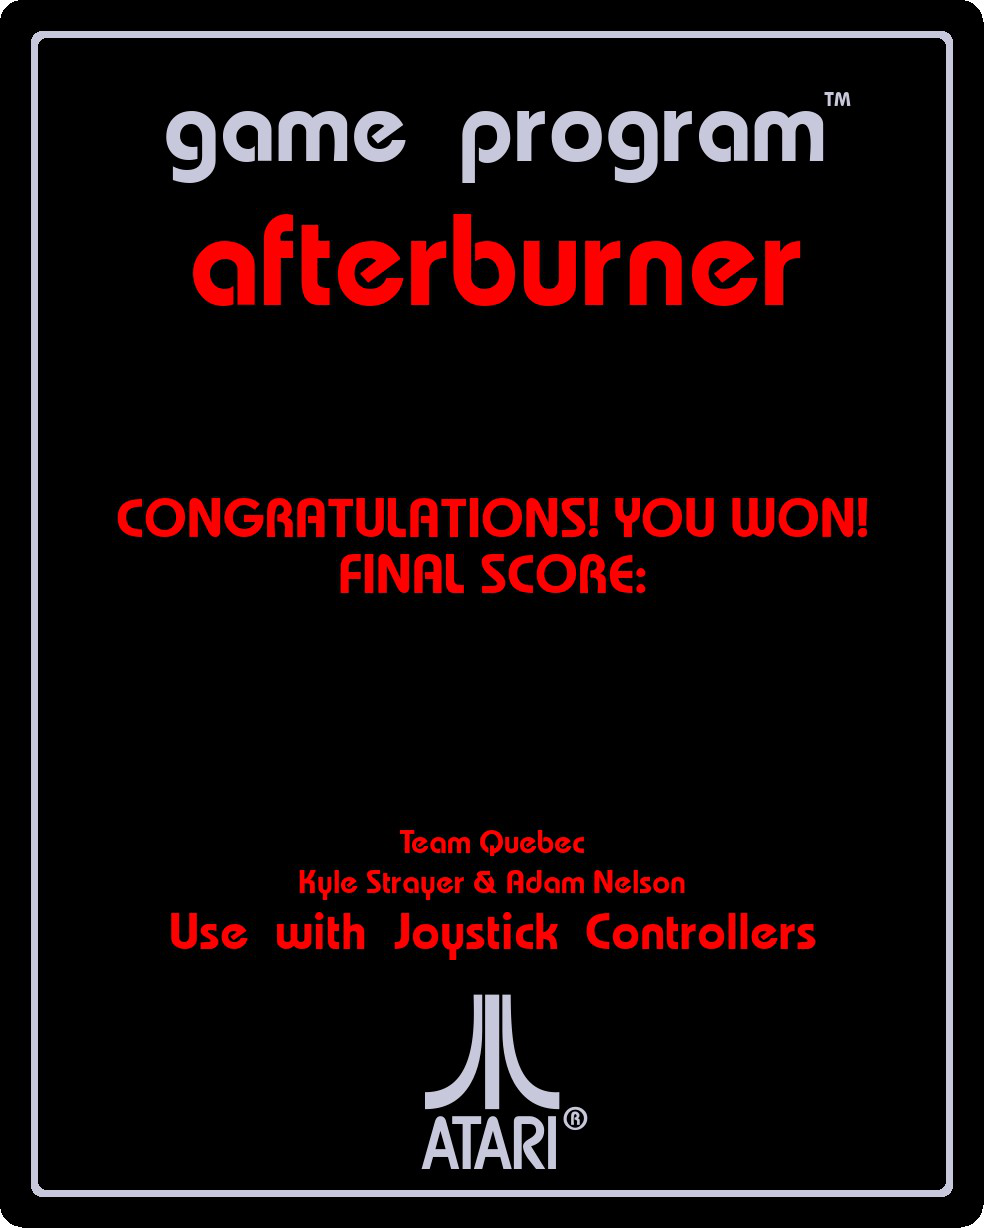 game program™
afterburner
CONGRATULATIONS! YOU WON!
FINAL SCORE:
Team Quebec
Kyle Strayer & Adam Nelson
Use with Joystick Controllers
ATARI®